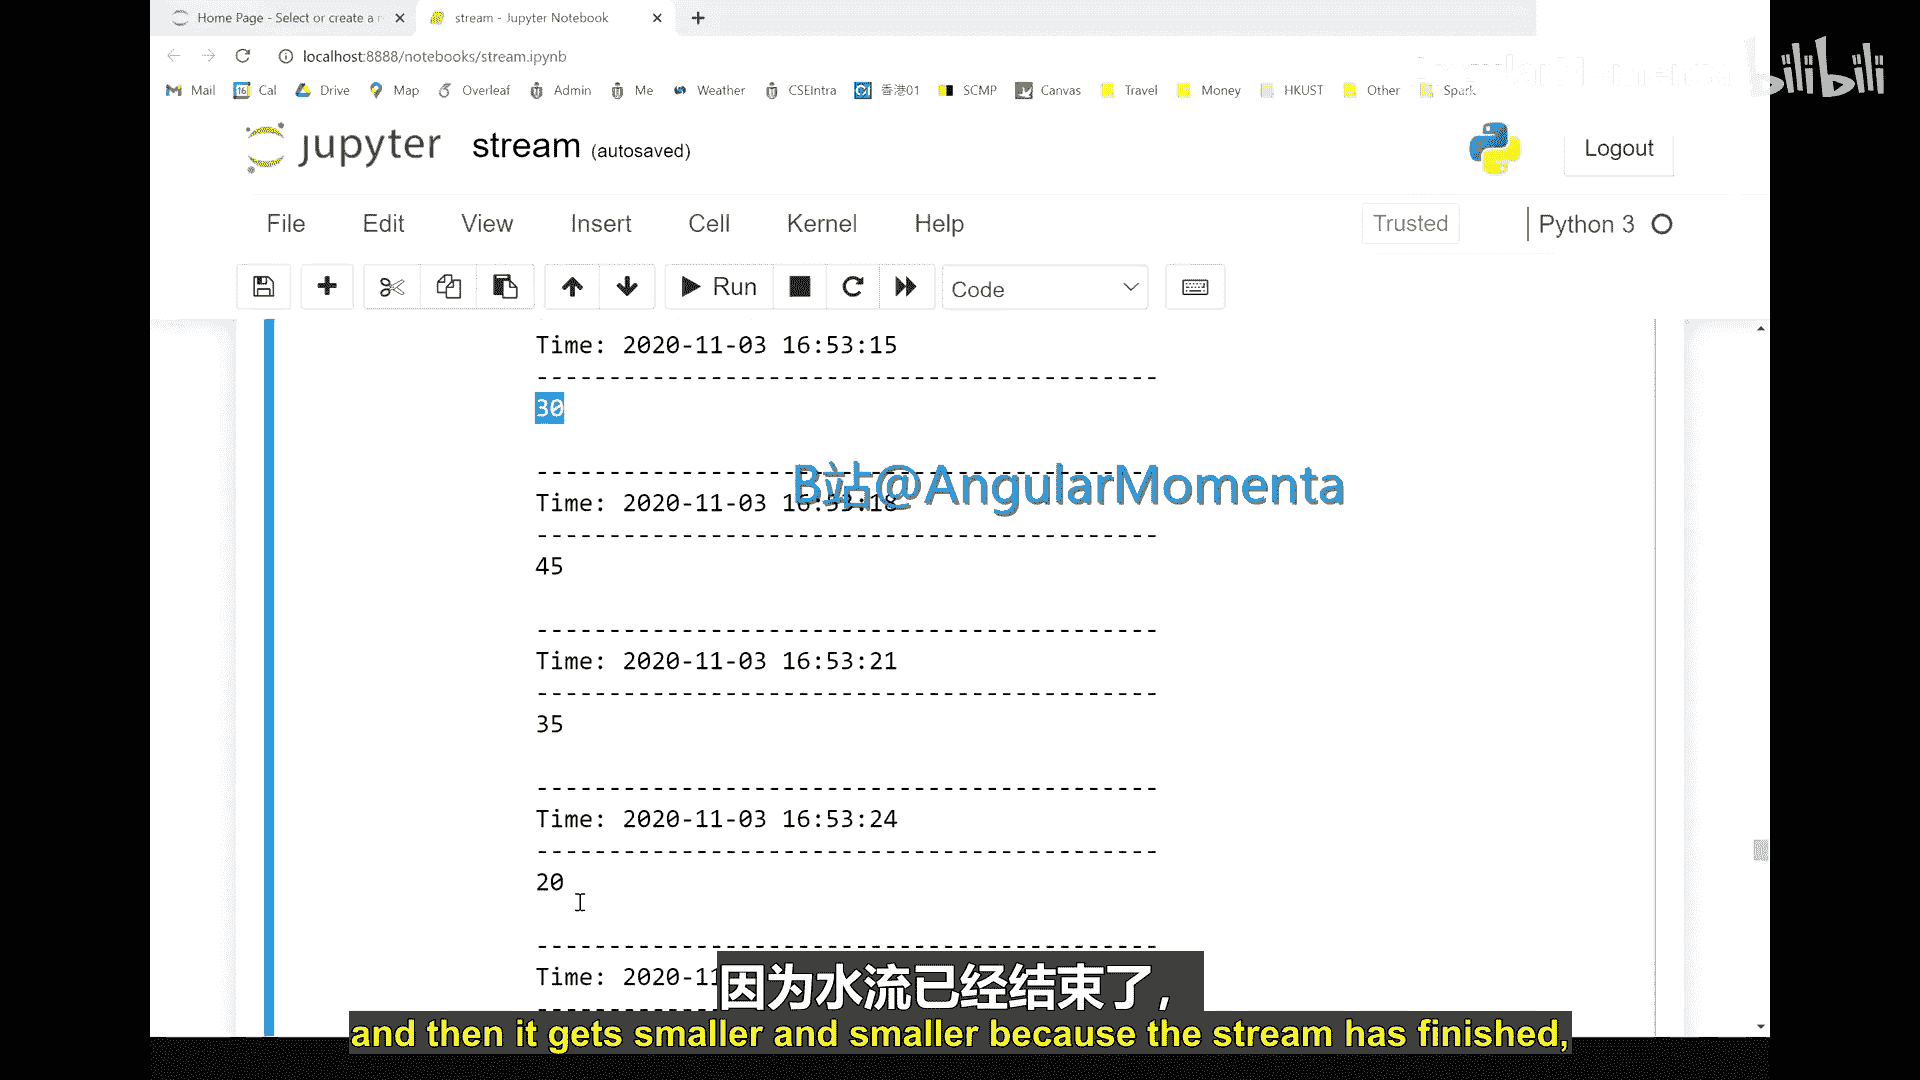 Home Page - Select or create a n
stream - Jupyter Notebook
localhost:8888/notebooks/stream.ipynb
bilibili
Mail Cal Drive Map Overleaf Admin Me Weather CSEIntra 香港01 SCMP Canvas Travel Money HKUST Other Spark
jupyter stream (autosaved)
Logout
File Edit View Insert Cell Kernel Help
Trusted
Python 3
Run
Code
Time: 2020-11-03 16:53:15
-------------------------------------------
30
-------------------------------------------
B站@AngularMomenta
Time: 2020-11-03 16:53:18
-------------------------------------------
45
-------------------------------------------
Time: 2020-11-03 16:53:21
-------------------------------------------
35
-------------------------------------------
Time: 2020-11-03 16:53:24
-------------------------------------------
20
-------------------------------------------
Time: 2020-11
因为水流已经结束了，
and then it gets smaller and smaller because the stream has finished,